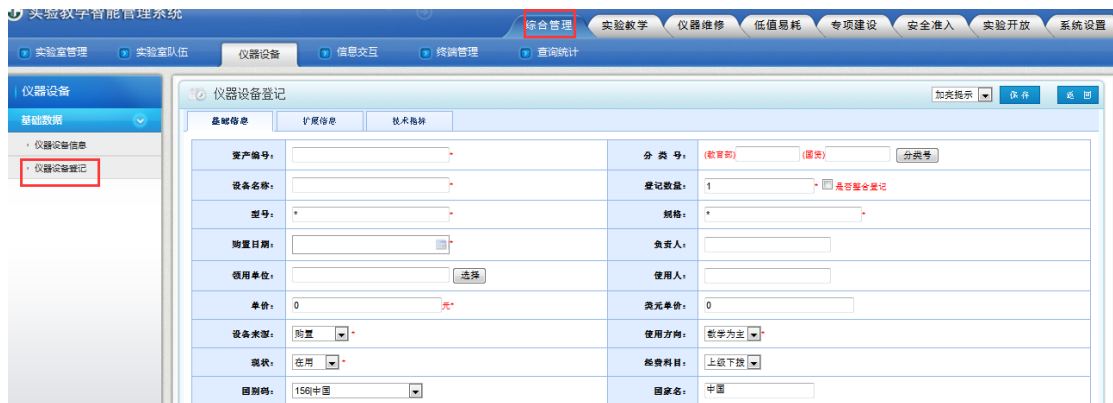 实验教学智能管理系统
综合管理 实验教学 仪器维修 低值易耗 专项建设 安全准入 实验开放 系统设置
实验室管理 实验室队伍 仪器设备 信息交互 终端管理 查询统计
仪器设备
基础数据
仪器设备信息
仪器设备登记
仪器设备登记 加亮提示 保存 返回
基础信息 扩展信息 技术指标
资产编号: * 分 类 号: (教育部) (国资) 分类号
设备名称: * 登记数量: 1 * 是否整合登记
型号: * * 规格: * *
购置日期: * 负责人:
领用单位: 选择 使用人:
单价: 0 元* 美元单价: 0
设备来源: 购置 * 使用方向: 教学为主 *
现状: 在用 * 经费科目: 上级下拨
国别码: 156|中国 国家名: 中国